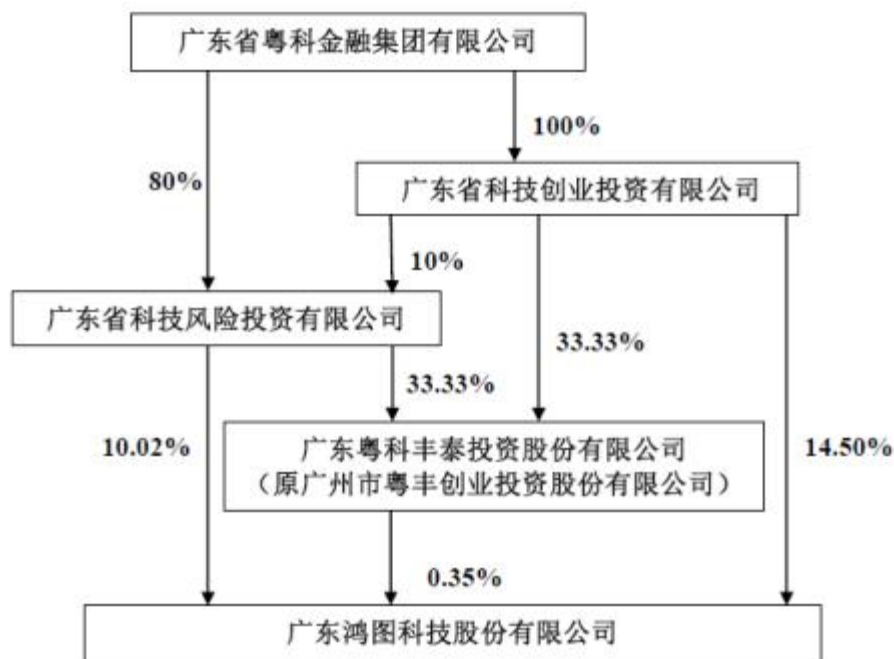 广东省粤科金融集团有限公司
100%
80%
广东省科技创业投资有限公司
10%
广东省科技风险投资有限公司
33.33%
33.33%
10.02%
广东粤科丰泰投资股份有限公司
14.50%
（原广州市粤丰创业投资股份有限公司）
0.35%
广东鸿图科技股份有限公司